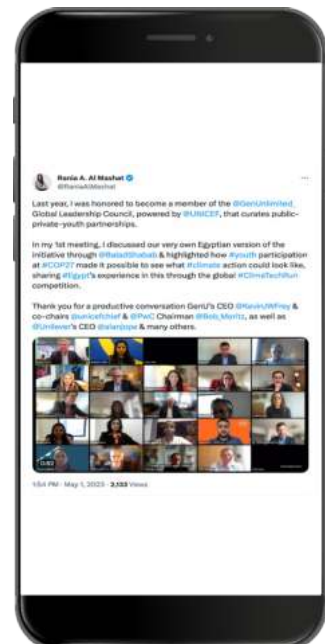 Rania A. Al Mashat
@RaniaAlMashat
Last year, I was honored to become a member of the @GenUnlimited_
Global Leadership Council, powered by @UNICEF, that curates public-
private-youth partnerships.
In my 1st meeting, I discussed our very own Egyptian version of the
initiative through @BaladShabab & highlighted how #youth participation
at #COP27 made it possible to see what #climate action could look like,
sharing #Egypt's experience in this through the global #ClimaTechRun
competition.
Thank you for a productive conversation GenU's CEO @KevinJWFrey &
co-chairs @unicefchief & @PwC Chairman @Bob_Moritz, as well as
@Unilever's CEO @alanjope & many others.
0:02
1:54 PM · May 1, 2023 · 3,133 Views